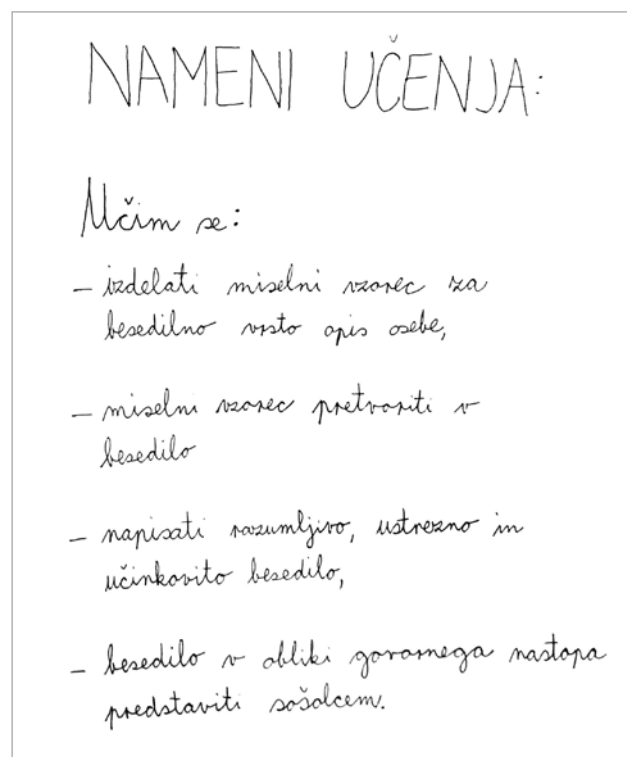 NAMENI UČENJA:
Učim se:
– izdelati miselni vzorec za
besedilno vrsto opis osebe,
– miselni vzorec pretvoriti v
besedilo
– napisati razumljivo, ustrezno in
učinkovito besedilo,
– besedilo v obliki govornega nastopa
predstaviti sošolcem.